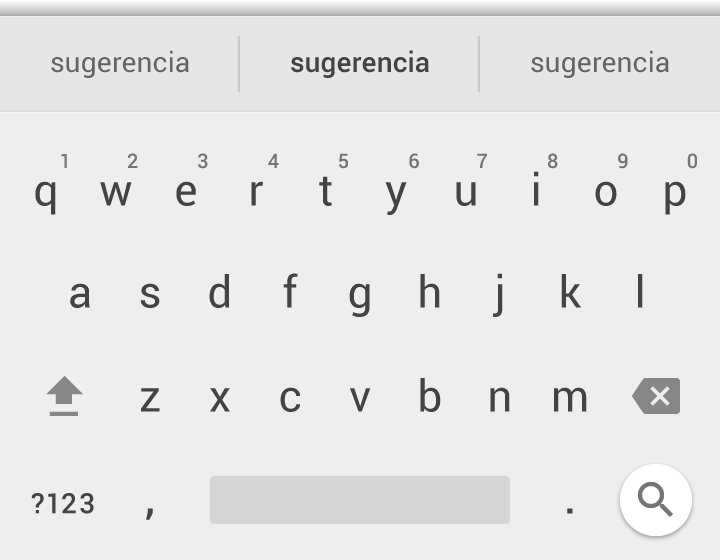 sugerencia sugerencia sugerencia
1 2 3 4 5 6 7 8 9 0
q w e r t y u i o p
a s d f g h j k l
z x c v b n m
?123 , .